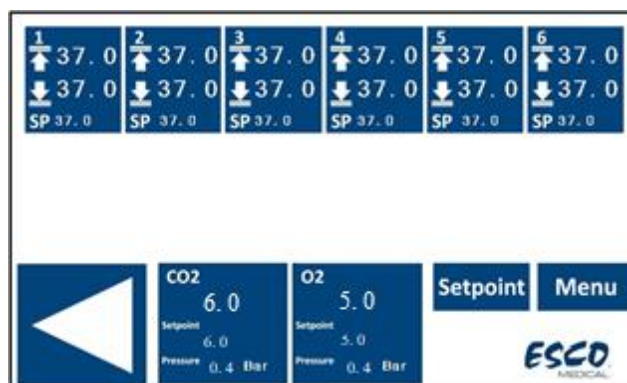 1 2 3 4 5 6
37.0 37.0 37.0 37.0 37.0 37.0
37.0 37.0 37.0 37.0 37.0 37.0
SP 37.0 SP 37.0 SP 37.0 SP 37.0 SP 37.0 SP 37.0
CO2
6.0
Setpoint
6.0
Pressure 0.4 Bar
O2
5.0
Setpoint
5.0
Pressure 0.4 Bar
Setpoint
Menu
ESCO
MEDICAL